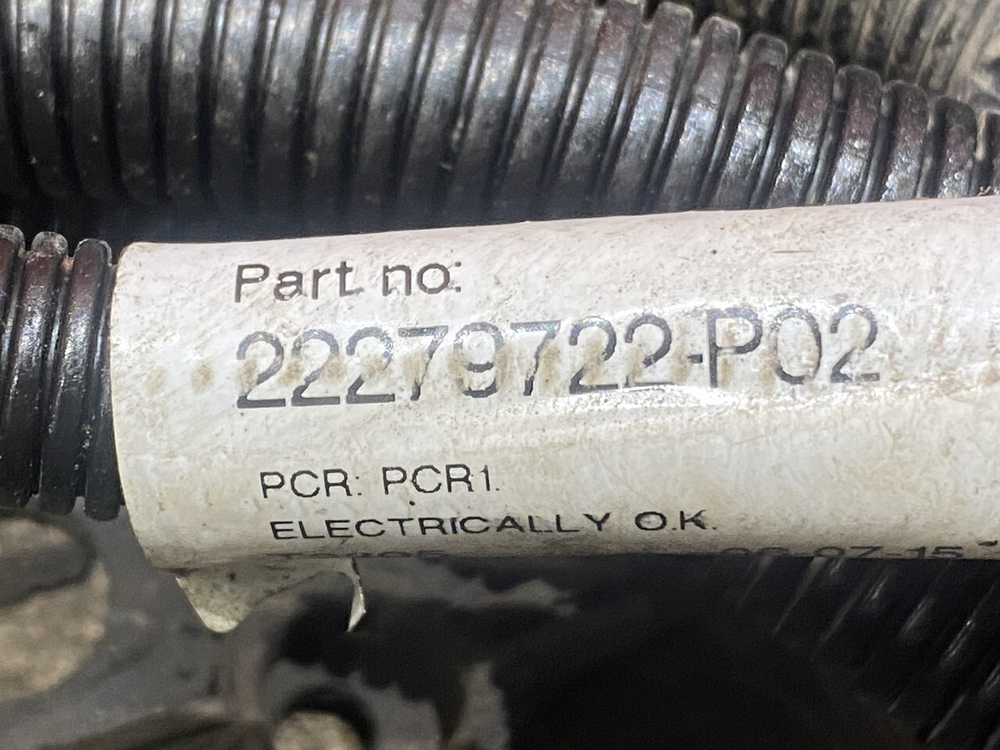 Part no:
22279722-P02
PCR: PCR1.
ELECTRICALLY O.K.